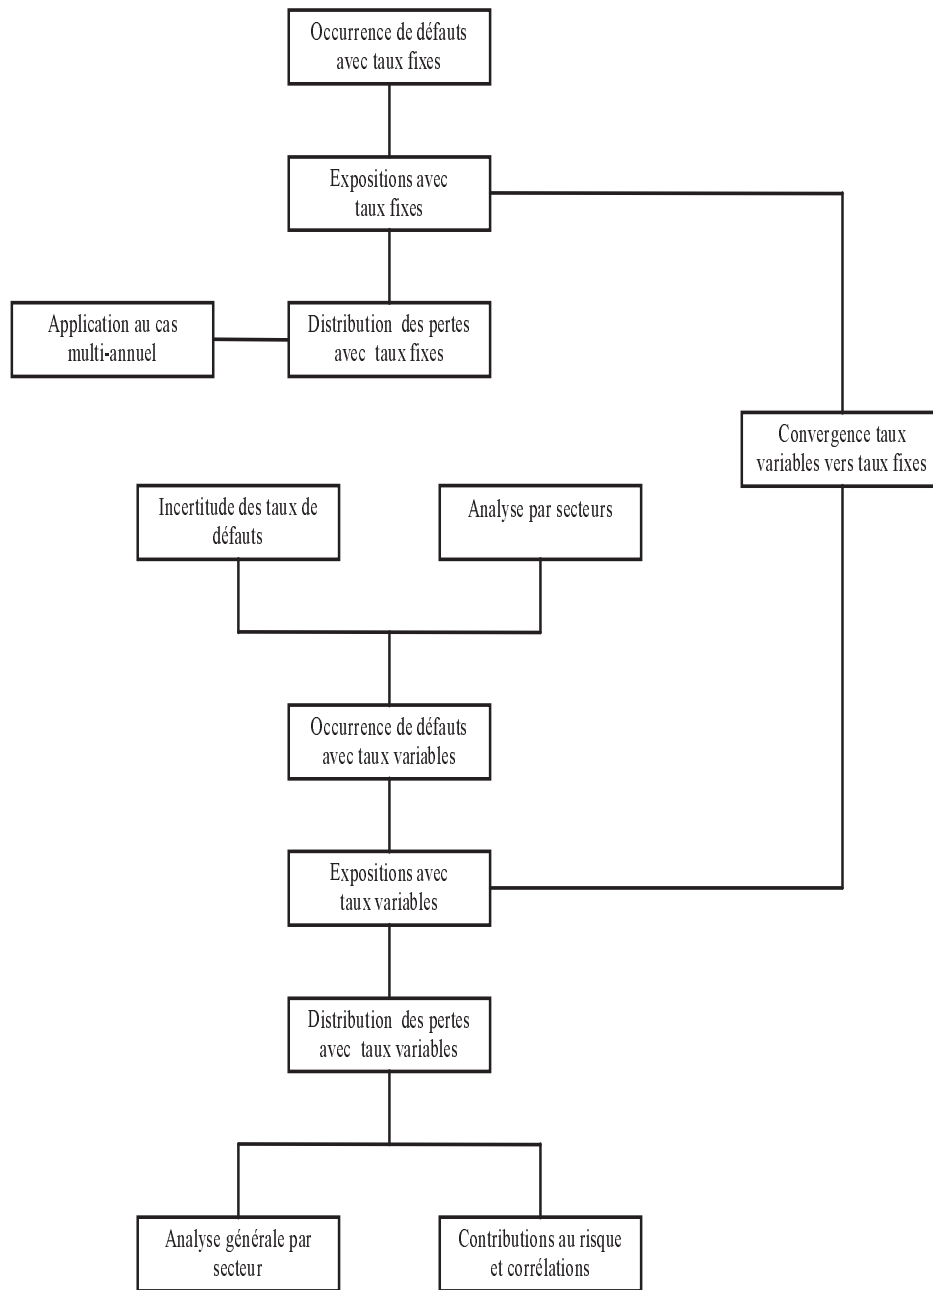 Occurrence de défauts
avec taux fixes
Expositions avec
taux fixes
Application au cas
multi-annuel
Distribution des pertes
avec taux fixes
Convergence taux
variables vers taux fixes
Incertitude des taux de
défauts
Analyse par secteurs
Occurrence de défauts
avec taux variables
Expositions avec
taux variables
Distribution des pertes
avec taux variables
Analyse générale par
secteur
Contributions au risque
et corrélations